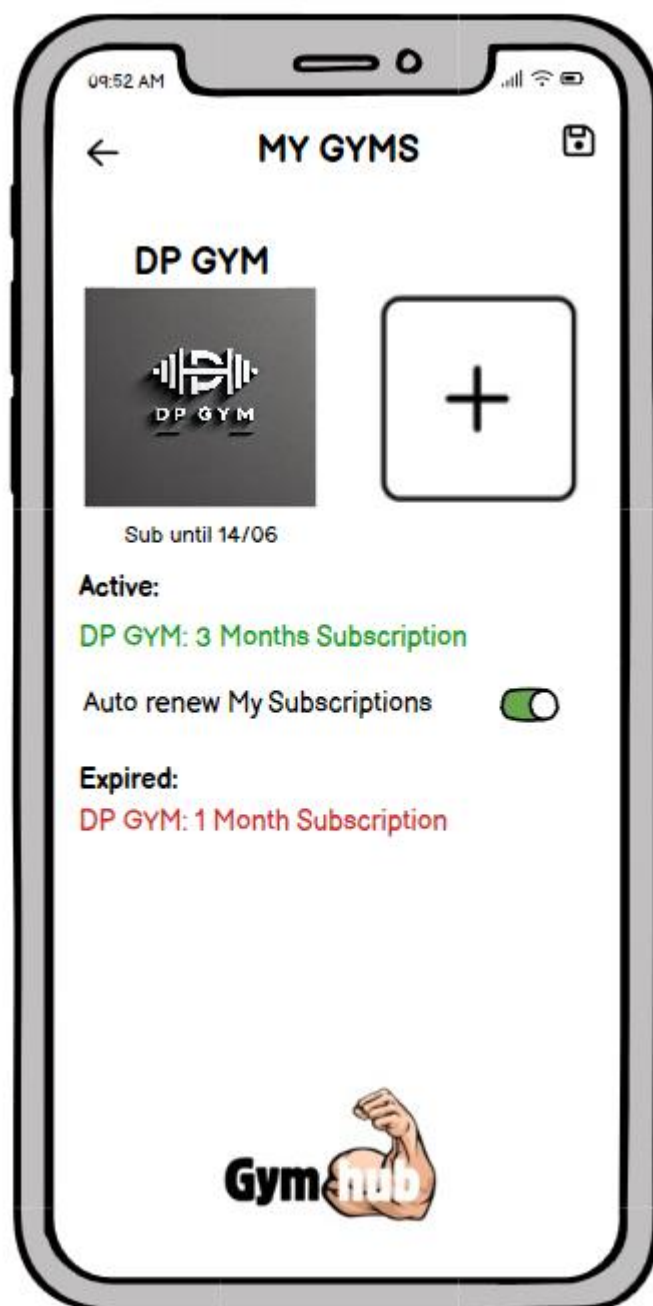 09:52 AM
MY GYMS
DP GYM
DP GYM
Sub until 14/06
Active:
DP GYM: 3 Months Subscription
Auto renew My Subscriptions
Expired:
DP GYM: 1 Month Subscription
Gym hub